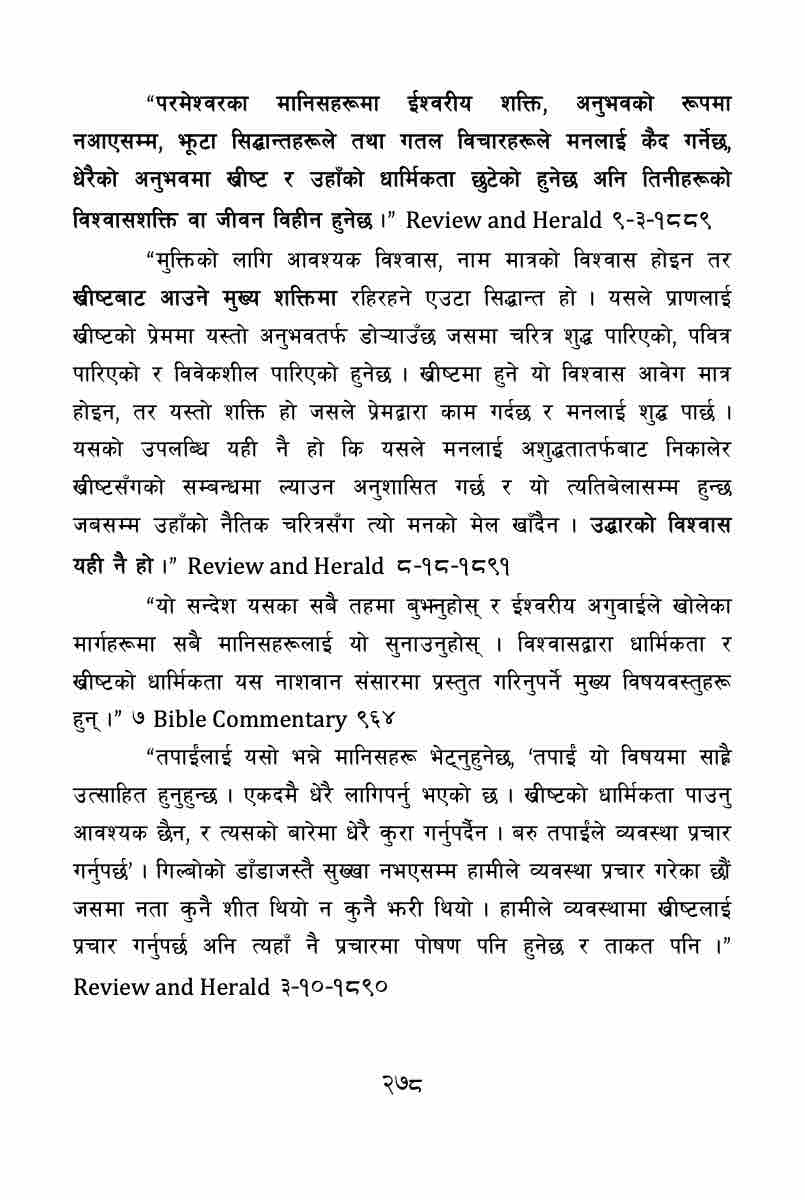 “परमेश्वरका मानिसहरूमा ईश्वरीय शक्ति, अनुभवको रूपमा
नआएसम्म, झूटा सिद्धान्तहरूले तथा गतल विचारहरूले मनलाई कैद गर्नेछ,
धेरैको अनुभवमा ख्रीष्ट र उहाँको धार्मिकता छुटेको हुनेछ अनि तिनीहरूको
विश्वासशक्ति वा जीवन विहीन हुनेछ ।” Review and Herald ९-३-१८८९
“मुक्तिको लागि आवश्यक विश्वास, नाम मात्रको विश्वास होइन तर
ख्रीष्टबाट आउने मुख्य शक्तिमा रहिरहने एउटा सिद्धान्त हो । यसले प्राणलाई
ख्रीष्टको प्रेममा यस्तो अनुभवतर्फ डोऱ्याउँछ जसमा चरित्र शुद्ध पारिएको, पवित्र
पारिएको र विवेकशील पारिएको हुनेछ । ख्रीष्टमा हुने यो विश्वास आवेग मात्र
होइन, तर यस्तो शक्ति हो जसले प्रेमद्वारा काम गर्दछ र मनलाई शुद्ध पार्छ ।
यसको उपलब्धि यही नै हो कि यसले मनलाई अशुद्धतातर्फबाट निकालेर
ख्रीष्टसँगको सम्बन्धमा ल्याउन अनुशासित गर्छ र यो त्यतिबेलासम्म हुन्छ
जबसम्म उहाँको नैतिक चरित्रसँग त्यो मनको मेल खाँदैन । उद्धारको विश्वास
यही नै हो ।” Review and Herald ८-१८-१८९१
“यो सन्देश यसका सबै तहमा बुझ्नुहोस् र ईश्वरीय अगुवाईले खोलेका
मार्गहरूमा सबै मानिसहरूलाई यो सुनाउनुहोस् । विश्वासद्वारा धार्मिकता र
ख्रीष्टको धार्मिकता यस नाशवान संसारमा प्रस्तुत गरिनुपर्ने मुख्य विषयवस्तुहरू
हुन् ।” ७ Bible Commentary ९६४
“तपाईंलाई यसो भन्ने मानिसहरू भेट्नुहुनेछ, ‘तपाईं यो विषयमा साह्रै
उत्साहित हुनुहुन्छ । एकदमै धेरै लागिपर्नु भएको छ । ख्रीष्टको धार्मिकता पाउनु
आवश्यक छैन, र त्यसको बारेमा धेरै कुरा गर्नुपर्दैन । बरु तपाईंले व्यवस्था प्रचार
गर्नुपर्छ’ । गिल्बोको डाँडाजस्तै सुख्खा नभएसम्म हामीले व्यवस्था प्रचार गरेका छौं
जसमा नता कुनै शीत थियो न कुनै झरी थियो । हामीले व्यवस्थामा ख्रीष्टलाई
प्रचार गर्नुपर्छ अनि त्यहाँ नै प्रचारमा पोषण पनि हुनेछ र ताकत पनि ।”
Review and Herald ३-१०-१८९०
२७८